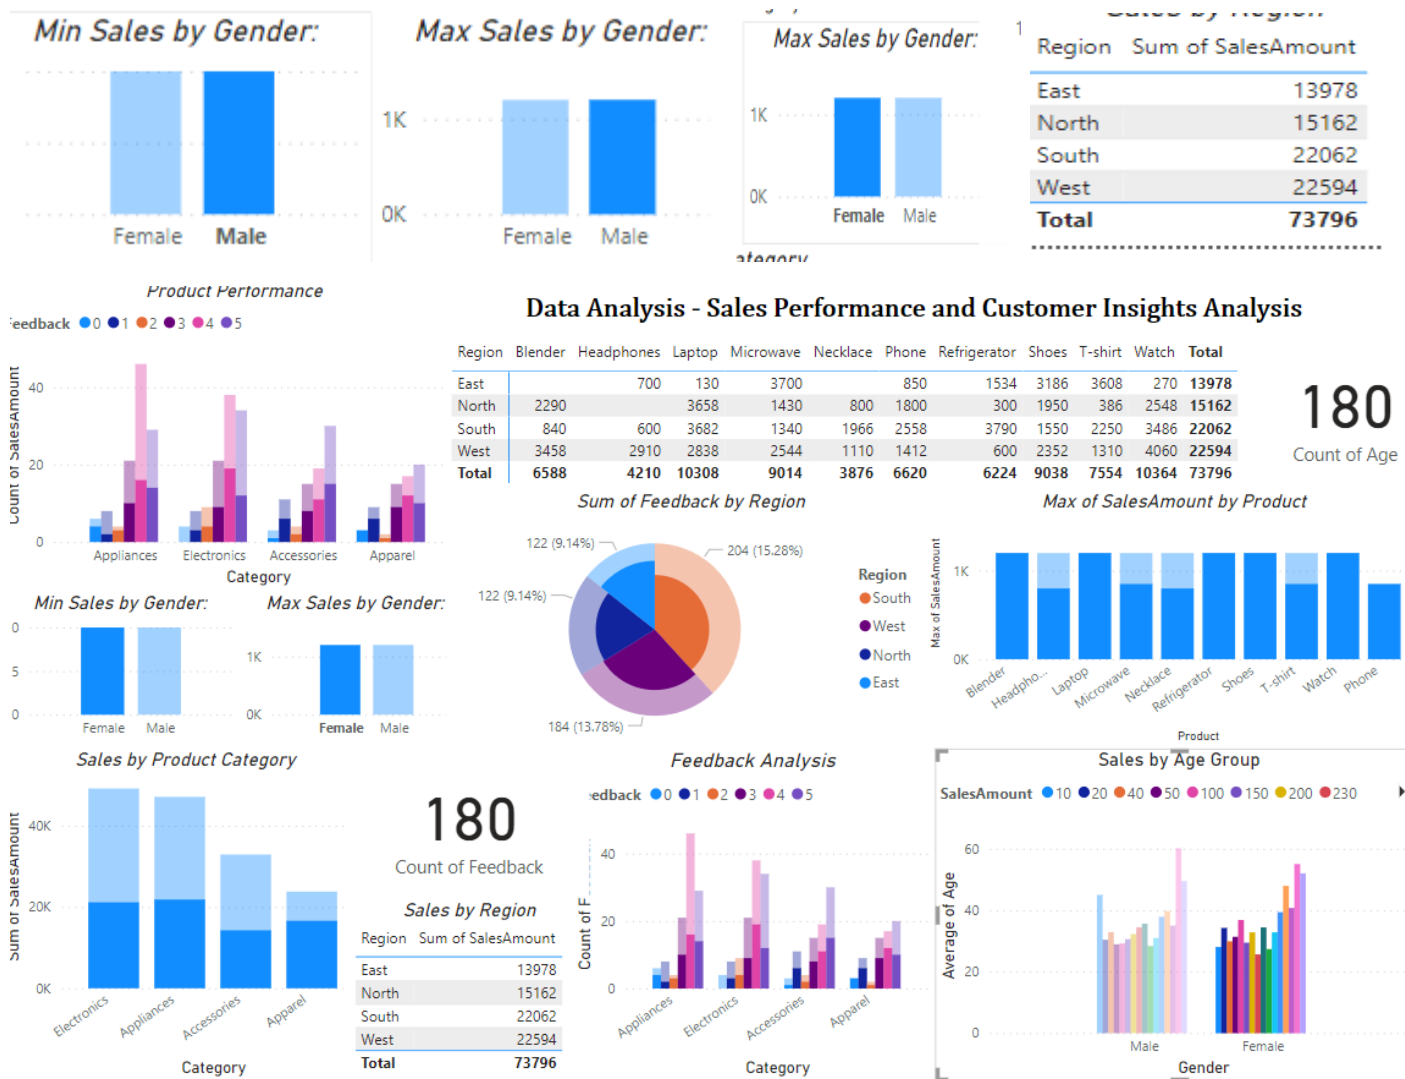 Min Sales by Gender:
Female Male
Max Sales by Gender:
1K
0K
Female Male
Max Sales by Gender:
1K
0K
Female Male
ategory
1
Sales by Region
Region Sum of SalesAmount
East 13978
North 15162
South 22062
West 22594
Total 73796
Product Performance
Feedback 0 1 2 3 4 5
Count of SalesAmount
40
20
0
Appliances Electronics Accessories Apparel
Category
Data Analysis - Sales Performance and Customer Insights Analysis
Region Blender Headphones Laptop Microwave Necklace Phone Refrigerator Shoes T-shirt Watch Total
East 700 130 3700 850 1534 3186 3608 270 13978
North 2290 3658 1430 800 1800 300 1950 386 2548 15162
South 840 600 3682 1340 1966 2558 3790 1550 2250 3486 22062
West 3458 2910 2838 2544 1110 1412 600 2352 1310 4060 22594
Total 6588 4210 10308 9014 3876 6620 6224 9038 7554 10364 73796
180
Count of Age
Min Sales by Gender:
0
5
0
Female Male
Max Sales by Gender:
1K
0K
Female Male
Sum of Feedback by Region
122 (9.14%)
204 (15.28%)
122 (9.14%)
184 (13.78%)
Region
South
West
North
East
Max of SalesAmount by Product
Max of SalesAmount
1K
0K
Blender Headpho... Laptop Microwave Necklace Refrigerator Shoes T-shirt Watch Phone
Product
Sales by Product Category
Sum of SalesAmount
40K
20K
0K
Electronics Appliances Accessories Apparel
Category
180
Count of Feedback
Sales by Region
Region Sum of SalesAmount
East 13978
North 15162
South 22062
West 22594
Total 73796
Feedback Analysis
edback 0 1 2 3 4 5
Count of F
40
20
0
Appliances Electronics Accessories Apparel
Category
Sales by Age Group
SalesAmount 10 20 40 50 100 150 200 230
Average of Age
60
40
20
0
Male Female
Gender